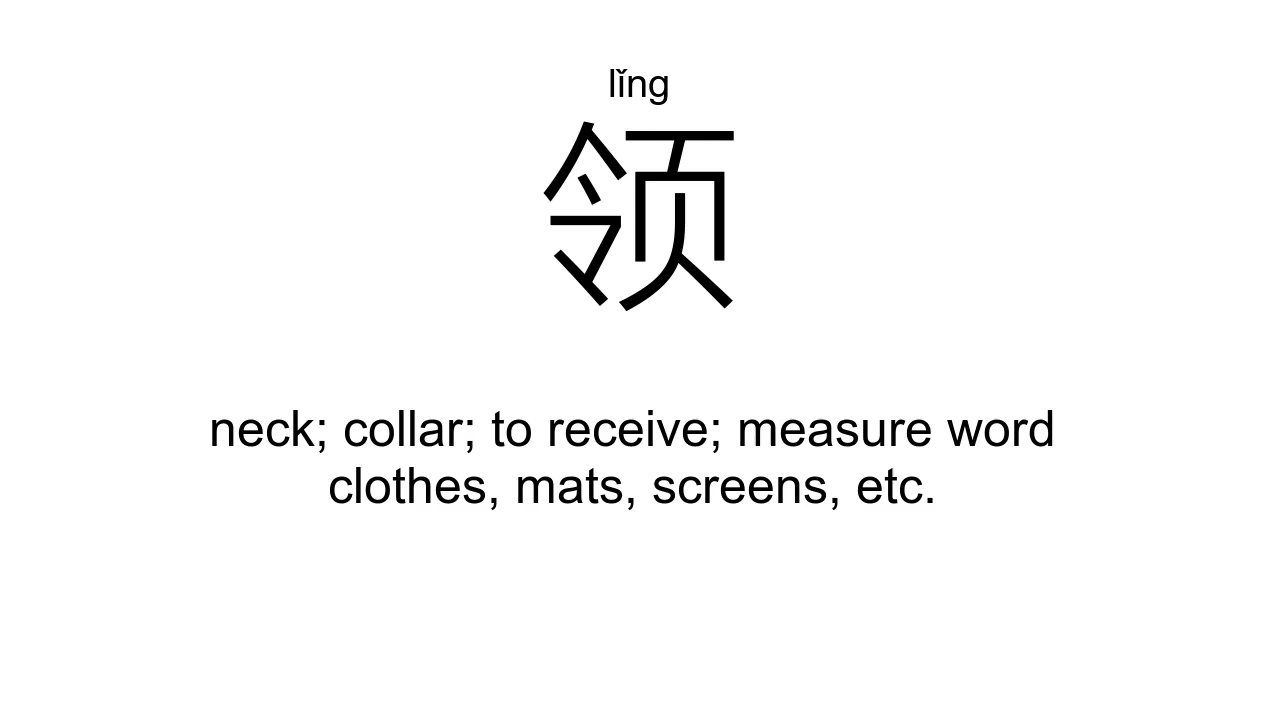 lǐng
领
neck; collar; to receive; measure word
clothes, mats, screens, etc.